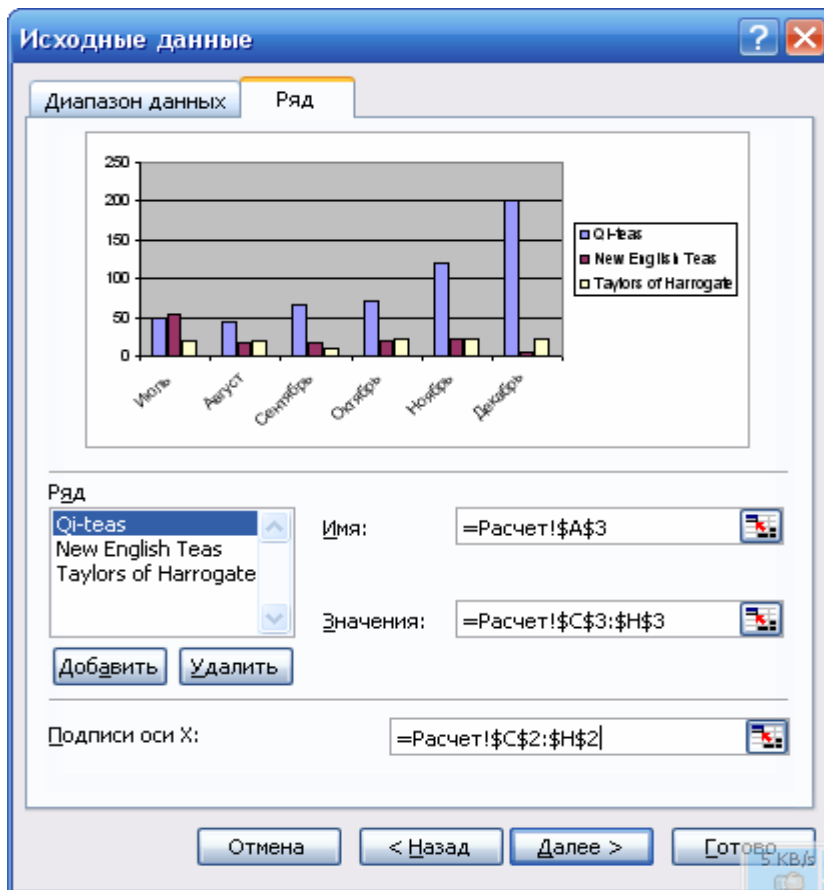 Исходные данные
Диапазон данных Ряд
250
200
150
100
50
0
Июль Август Сентябрь Октябрь Ноябрь Декабрь
Qi-teas
New English Teas
Taylors of Harrogate
Ряд
Qi-teas
New English Teas
Taylors of Harrogate
Имя: =Расчет!$A$3
Значения: =Расчет!$C$3:$H$3
Добавить Удалить
Подписи оси X: =Расчет!$C$2:$H$2
Отмена < Назад Далее > Готово
5 KB/s